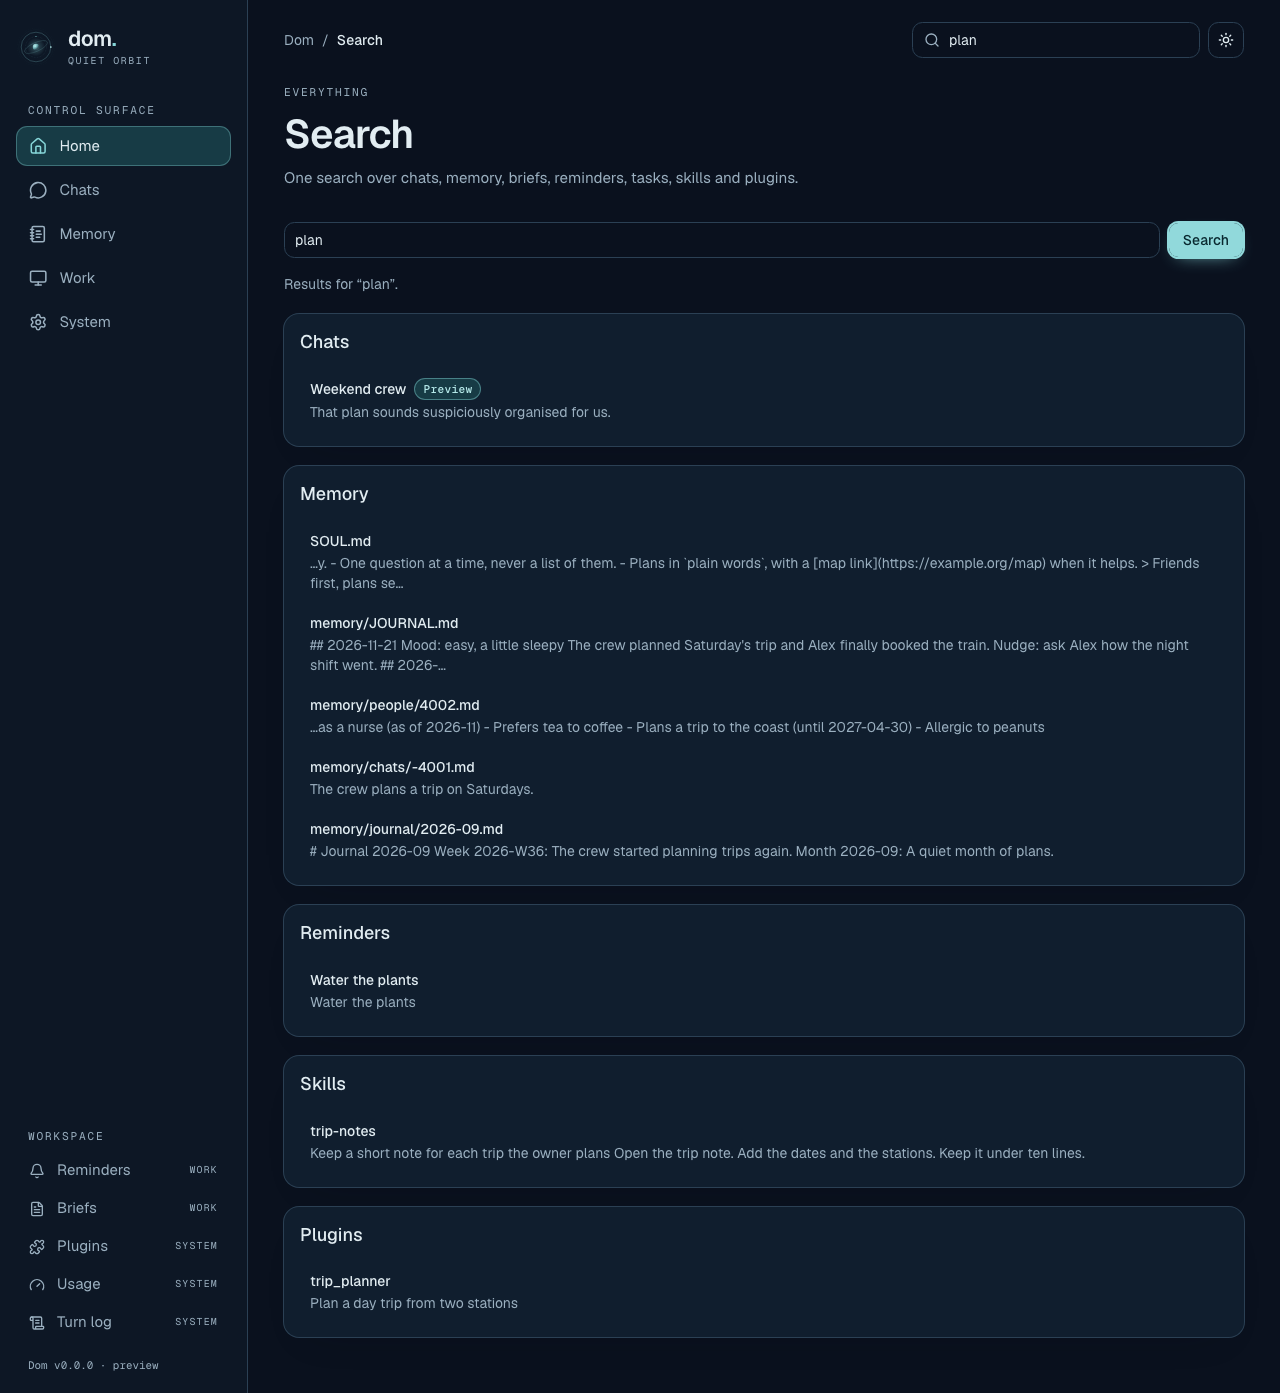 dom.
QUIET ORBIT
CONTROL SURFACE
Home
Chats
Memory
Work
System
WORKSPACE
Reminders WORK
Briefs WORK
Plugins SYSTEM
Usage SYSTEM
Turn log SYSTEM
Dom v0.0.0 · preview
Dom / Search
plan
EVERYTHING
Search
One search over chats, memory, briefs, reminders, tasks, skills and plugins.
plan
Search
Results for “plan”.
Chats
Weekend crew Preview
That plan sounds suspiciously organised for us.
Memory
SOUL.md
…y. - One question at a time, never a list of them. - Plans in `plain words`, with a [map link](https://example.org/map) when it helps. > Friends
first, plans se…
memory/JOURNAL.md
## 2026-11-21 Mood: easy, a little sleepy The crew planned Saturday's trip and Alex finally booked the train. Nudge: ask Alex how the night
shift went. ## 2026-…
memory/people/4002.md
…as a nurse (as of 2026-11) - Prefers tea to coffee - Plans a trip to the coast (until 2027-04-30) - Allergic to peanuts
memory/chats/-4001.md
The crew plans a trip on Saturdays.
memory/journal/2026-09.md
# Journal 2026-09 Week 2026-W36: The crew started planning trips again. Month 2026-09: A quiet month of plans.
Reminders
Water the plants
Water the plants
Skills
trip-notes
Keep a short note for each trip the owner plans Open the trip note. Add the dates and the stations. Keep it under ten lines.
Plugins
trip_planner
Plan a day trip from two stations